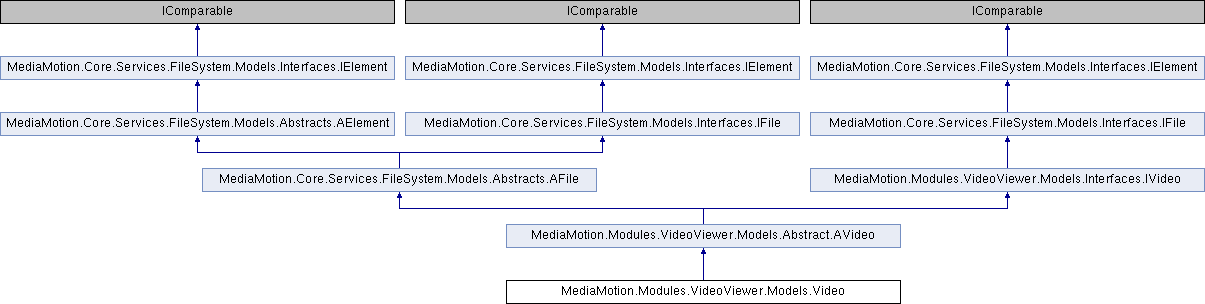 IComparable IComparable IComparable
MediaMotion.Core.Services.FileSystem.Models.Interfaces.IElement MediaMotion.Core.Services.FileSystem.Models.Interfaces.IElement MediaMotion.Core.Services.FileSystem.Models.Interfaces.IElement
MediaMotion.Core.Services.FileSystem.Models.Abstracts.AElement MediaMotion.Core.Services.FileSystem.Models.Interfaces.IFile MediaMotion.Core.Services.FileSystem.Models.Interfaces.IFile
MediaMotion.Core.Services.FileSystem.Models.Abstracts.AFile MediaMotion.Modules.VideoViewer.Models.Interfaces.IVideo
MediaMotion.Modules.VideoViewer.Models.Abstract.AVideo
MediaMotion.Modules.VideoViewer.Models.Video